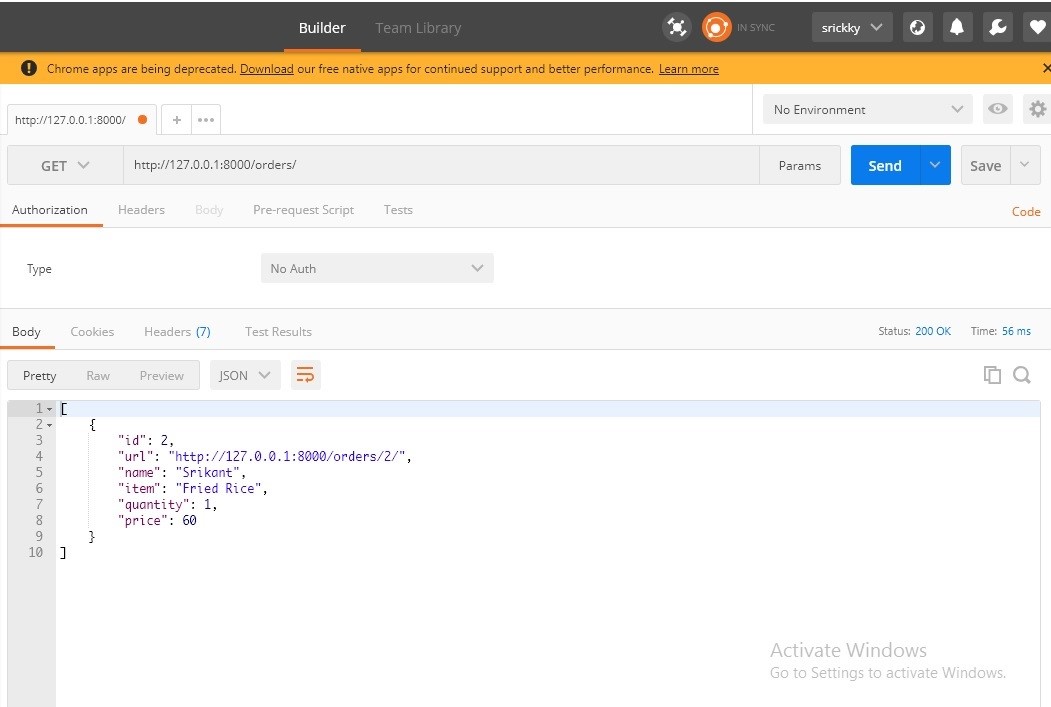 Builder Team Library IN SYNC srickky
Chrome apps are being deprecated. Download our free native apps for continued support and better performance. Learn more
http://127.0.0.1:8000/ + ••• No Environment
GET http://127.0.0.1:8000/orders/ Params Send Save
Authorization Headers Body Pre-request Script Tests Code
Type No Auth
Body Cookies Headers (7) Test Results Status: 200 OK Time: 56 ms
Pretty Raw Preview JSON
1 [
2 {
3 "id": 2,
4 "url": "http://127.0.0.1:8000/orders/2/",
5 "name": "Srikant",
6 "item": "Fried Rice",
7 "quantity": 1,
8 "price": 60
9 }
10 ]
Activate Windows
Go to Settings to activate Windows.